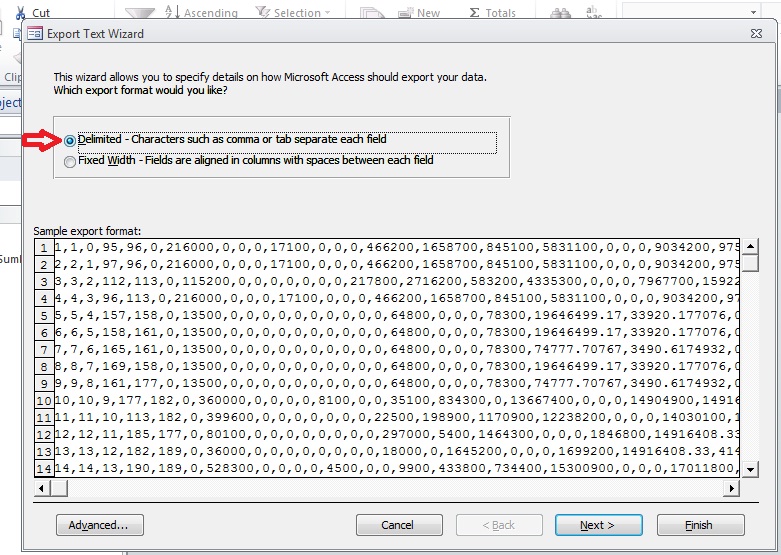 Cut
Ascending
Selection
New
Σ Totals
Export Text Wizard
Clip
ject
Sumb
This wizard allows you to specify details on how Microsoft Access should export your data.
Which export format would you like?
Delimited - Characters such as comma or tab separate each field
Fixed Width - Fields are aligned in columns with spaces between each field
Sample export format:
1 1,1,0,95,96,0,216000,0,0,0,17100,0,0,0,466200,1658700,845100,5831100,0,0,0,9034200,975
2 2,2,1,97,96,0,216000,0,0,0,17100,0,0,0,466200,1658700,845100,5831100,0,0,0,9034200,975
3 3,3,2,112,113,0,115200,0,0,0,0,0,0,0,217800,2716200,583200,4335300,0,0,0,7967700,15922
4 4,4,3,96,113,0,216000,0,0,0,17100,0,0,0,466200,1658700,845100,5831100,0,0,0,9034200,97
5 5,5,4,157,158,0,13500,0,0,0,0,0,0,0,64800,0,0,0,78300,19646499.17,33920.177076,0
6 6,6,5,158,161,0,13500,0,0,0,0,0,0,0,64800,0,0,0,78300,19646499.17,33920.177076,0
7 7,7,6,165,161,0,13500,0,0,0,0,0,0,0,64800,0,0,0,78300,74777.70767,3490.6174932,0
8 8,8,7,169,158,0,13500,0,0,0,0,0,0,0,64800,0,0,0,78300,19646499.17,33920.177076,0
9 9,9,8,161,177,0,13500,0,0,0,0,0,0,0,64800,0,0,0,78300,74777.70767,3490.6174932,0
10 10,10,9,177,182,0,360000,0,0,0,0,8100,0,0,35100,834300,0,13667400,0,0,0,14904900,14916
11 11,11,10,113,182,0,399600,0,0,0,0,0,0,0,22500,198900,1170900,12238200,0,0,0,14030100,1
12 12,12,11,185,177,0,80100,0,0,0,0,0,0,0,297000,5400,1464300,0,0,0,1846800,14916408.33
13 13,13,12,182,189,0,36000,0,0,0,0,0,0,0,18000,0,1645200,0,0,0,1699200,14916408.33,414
14 14,14,13,190,189,0,528300,0,0,0,0,4500,0,0,9900,433800,734400,15300900,0,0,0,17011800,
Advanced...
Cancel
< Back
Next >
Finish